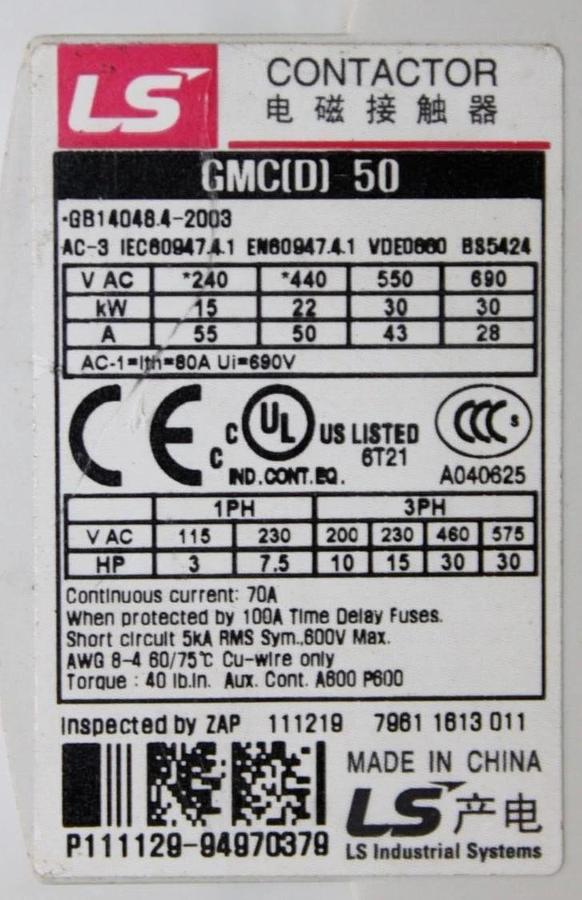 LS
CONTACTOR
电磁接触器
GMC(D) 50
·GB14048.4-2003
AC-3 IEC60947.4.1 EN60947.4.1 VDE0660 BS5424
V AC *240 *440 550 690
kW 15 22 30 30
A 55 50 43 28
AC-1=Ith=80A Ui=690V
CE
c UL US LISTED
c
6T21
IND.CONT.EQ.
CCC S
A040625
1PH 3PH
V AC 115 230 200 230 460 575
HP 3 7.5 10 15 30 30
Continuous current: 70A
When protected by 100A Time Delay Fuses.
Short circuit 5kA RMS Sym.,600V Max.
AWG 8-4 60/75℃ Cu-wire only
Torque : 40 lb.in. Aux. Cont. A600 P600
Inspected by ZAP 111219 7961 1613 011
MADE IN CHINA
LS产电
P111129-94970379
LS Industrial Systems